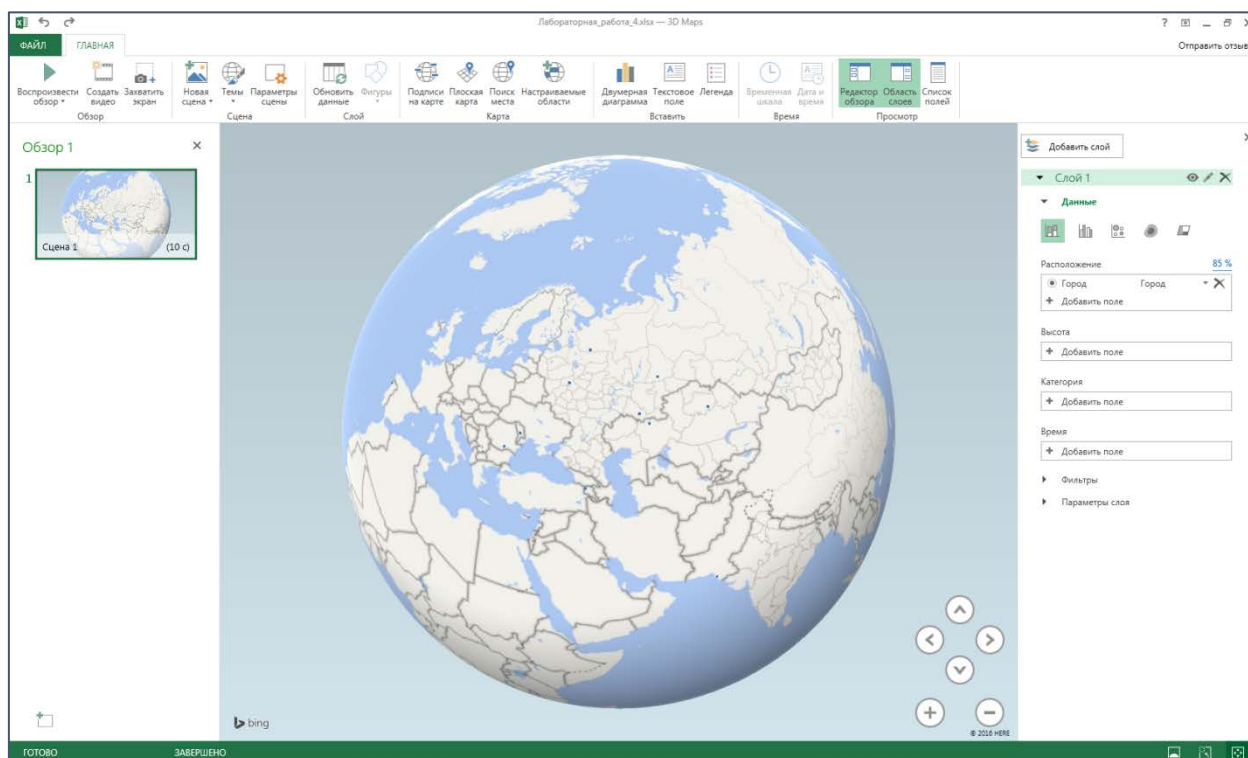 Лабораторная_работа_4.xlsx — 3D Maps
ФАЙЛ ГЛАВНАЯ
Отправить отзыв
Воспроизвести обзор
Создать видео
Захватить экран
Обзор
Новая сцена
Темы
Параметры сцены
Сцена
Обновить данные
Фигуры
Слой
Подписи на карте
Плоская карта
Поиск места
Настраиваемые области
Карта
Двумерная диаграмма
Текстовое поле
Легенда
Вставить
Временная шкала
Дата и время
Время
Редактор обзора
Область слоев
Список полей
Просмотр
Обзор 1
1
Сцена 1 (10 с)
bing
© 2016 HERE
Добавить слой
Слой 1
Данные
Расположение 85 %
Город Город
Добавить поле
Высота
Добавить поле
Категория
Добавить поле
Время
Добавить поле
Фильтры
Параметры слоя
ГОТОВО ЗАВЕРШЕНО